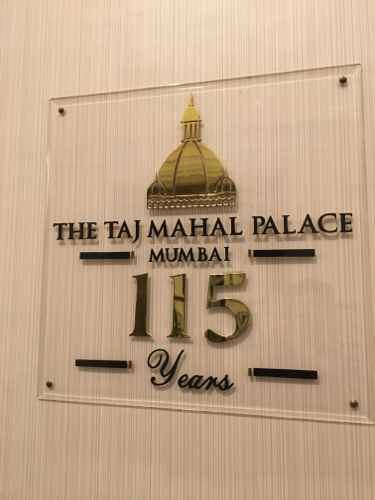 THE TAJ MAHAL PALACE
MUMBAI
115
Years